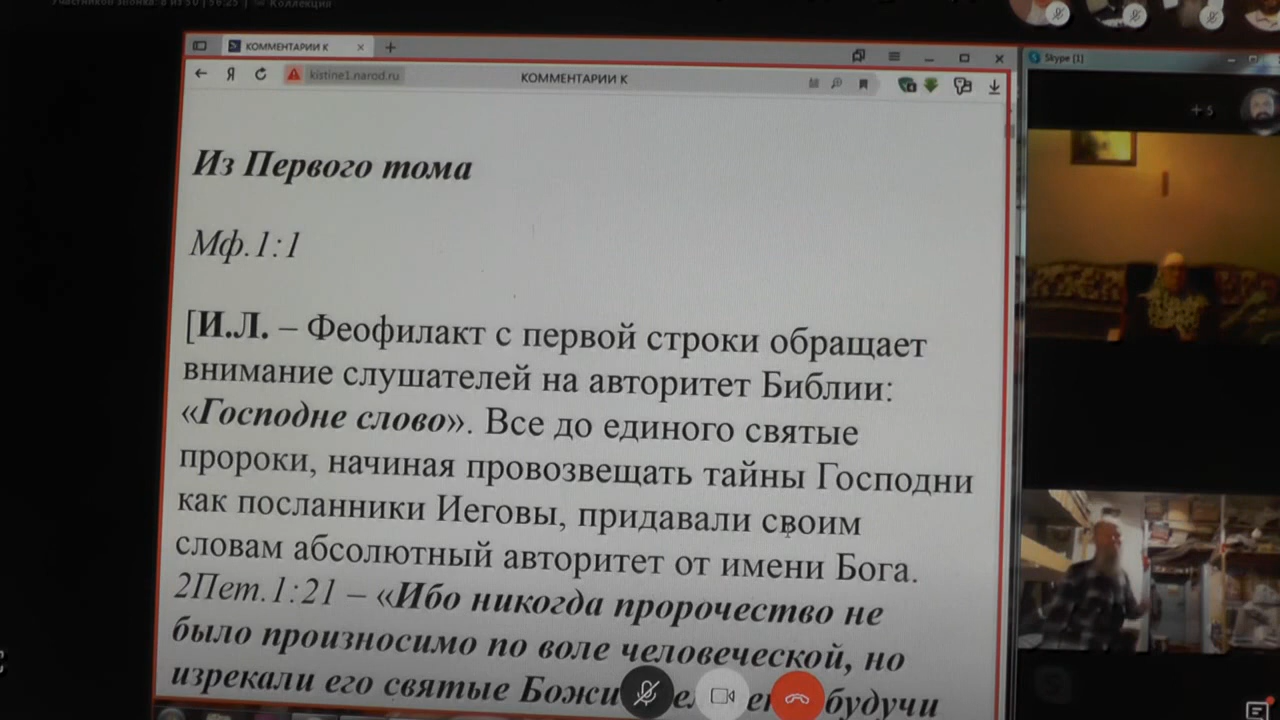 КОММЕНТАРИИ К
kistine1.narod.ru
КОММЕНТАРИИ К
Skype [1]
+5
Из Первого тома
Мф.1:1
[И.Л. – Феофилакт с первой строки обращает
внимание слушателей на авторитет Библии:
«Господне слово». Все до единого святые
пророки, начиная провозвещать тайны Господни
как посланники Иеговы, придавали своим
словам абсолютный авторитет от имени Бога.
2Пет.1:21 – «Ибо никогда пророчество не
было произносимо по воле человеческой, но
изрекали его святые будучи